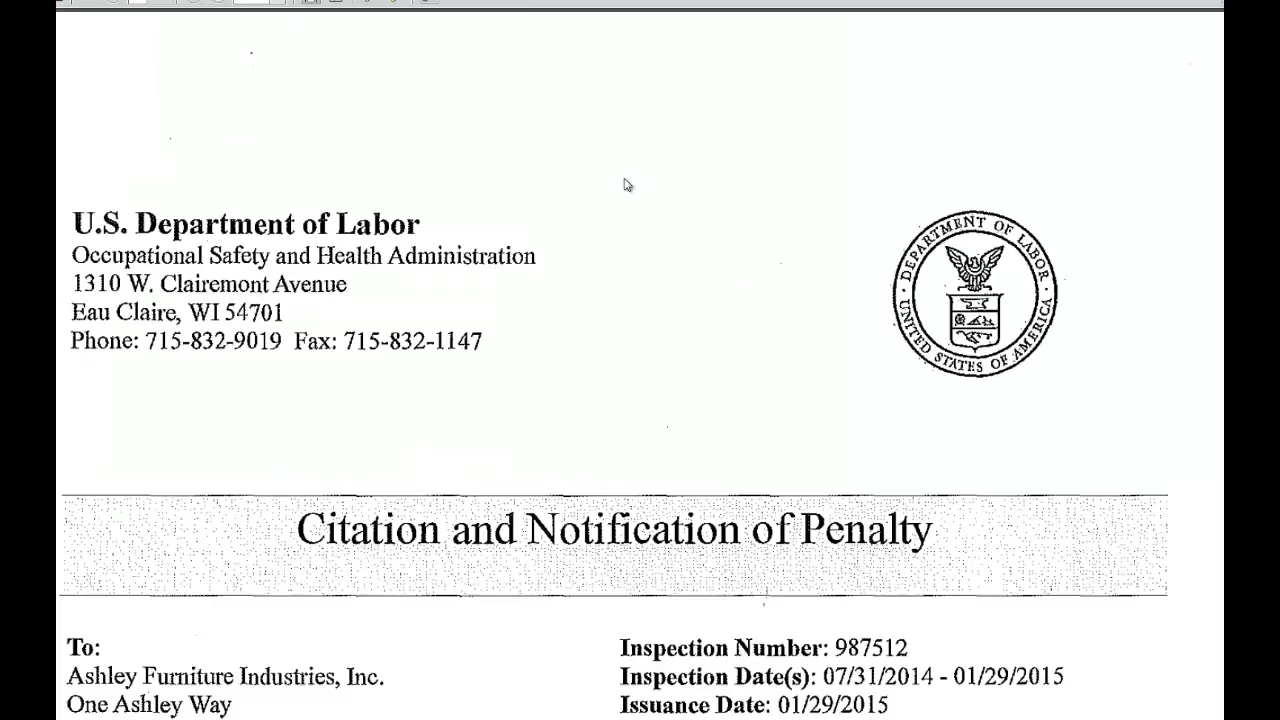 U.S. Department of Labor
Occupational Safety and Health Administration
1310 W. Clairemont Avenue
Eau Claire, WI 54701
Phone: 715-832-9019 Fax: 715-832-1147
DEPARTMENT OF LABOR
UNITED STATES OF AMERICA
Citation and Notification of Penalty
To:
Ashley Furniture Industries, Inc.
One Ashley Way
Inspection Number: 987512
Inspection Date(s): 07/31/2014 - 01/29/2015
Issuance Date: 01/29/2015